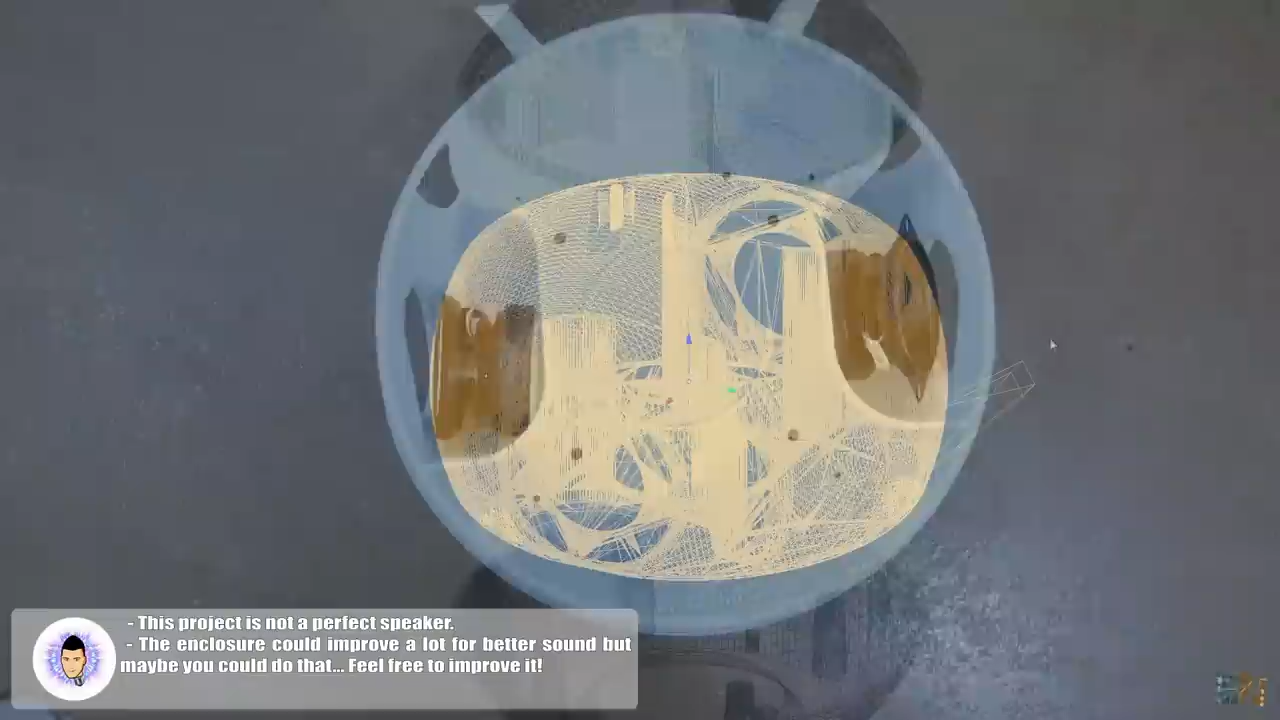 - This project is not a perfect speaker.
- The enclosure could improve a lot for better sound but
maybe you could do that... Feel free to improve it!